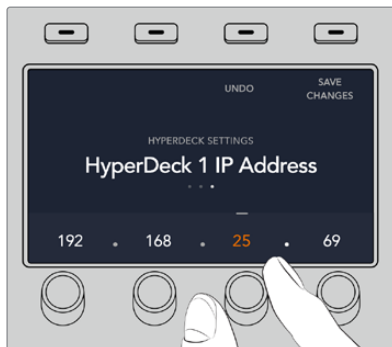 UNDO
SAVE
CHANGES
HYPERDECK SETTINGS
HyperDeck 1 IP Address
192 . 168 . 25 . 69